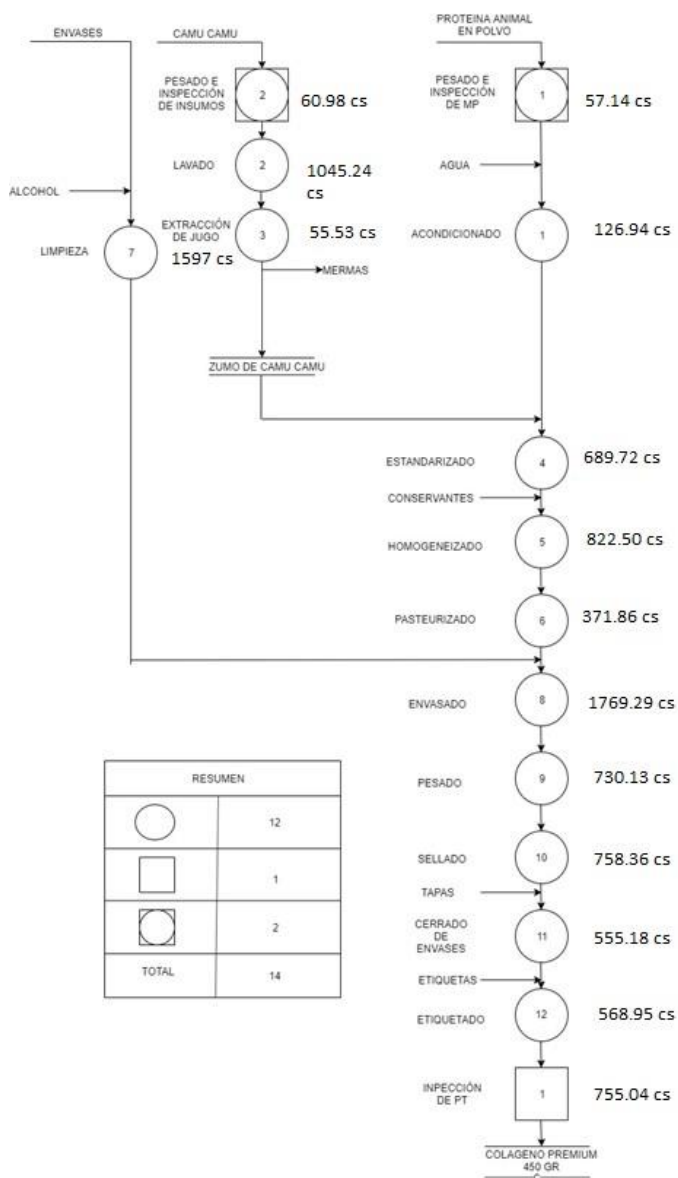 ENVASES
CAMU CAMU
PROTEINA ANIMAL
EN POLVO
PESADO E
INSPECCIÓN
DE INSUMOS
2
60.98 cs
PESADO E
INSPECCIÓN
DE MP
1
57.14 cs
LAVADO
2
1045.24
cs
AGUA
ALCOHOL
EXTRACCIÓN
DE JUGO
3
55.53 cs
ACONDICIONADO
1
126.94 cs
LIMPIEZA
7
1597 cs
MERMAS
ZUMO DE CAMU CAMU
ESTANDARIZADO
4
689.72 cs
CONSERVANTES
HOMOGENEIZADO
5
822.50 cs
PASTEURIZADO
6
371.86 cs
ENVASADO
8
1769.29 cs
PESADO
9
730.13 cs
SELLADO
10
758.36 cs
TAPAS
CERRADO
DE
ENVASES
11
555.18 cs
ETIQUETAS
ETIQUETADO
12
568.95 cs
INPECCIÓN
DE PT
1
755.04 cs
COLAGENO PREMIUM
450 GR
RESUMEN
12
1
2
TOTAL
14